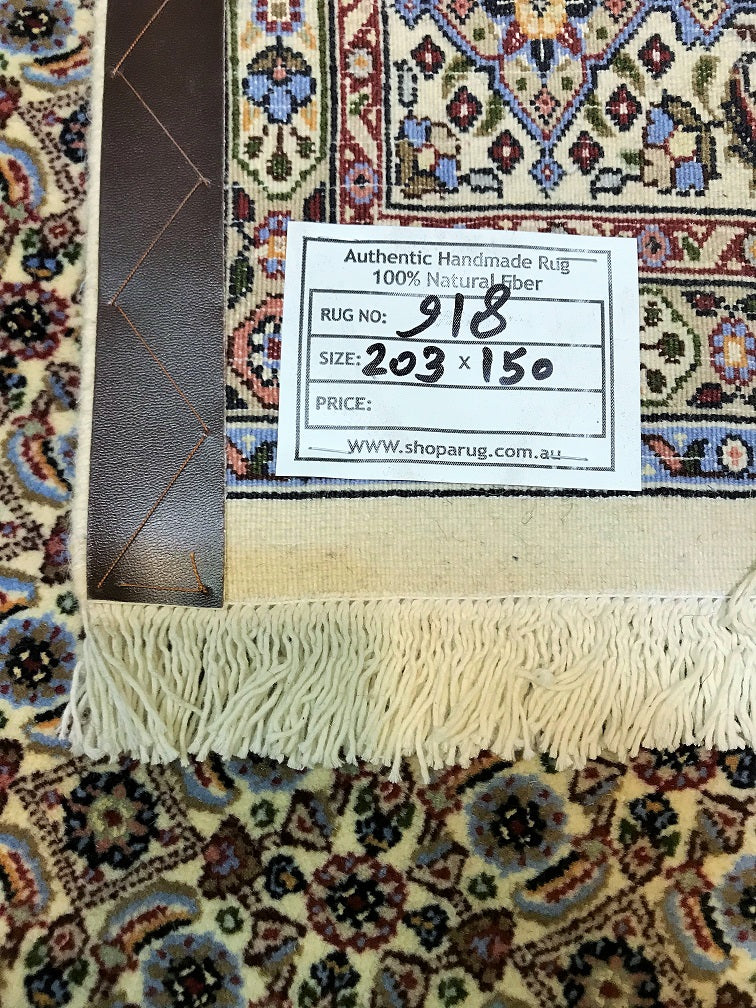 Authentic Handmade Rug
100% Natural Fiber
RUG NO: 918
SIZE: 203 x 150
PRICE:
WWW.shoparug.com.au